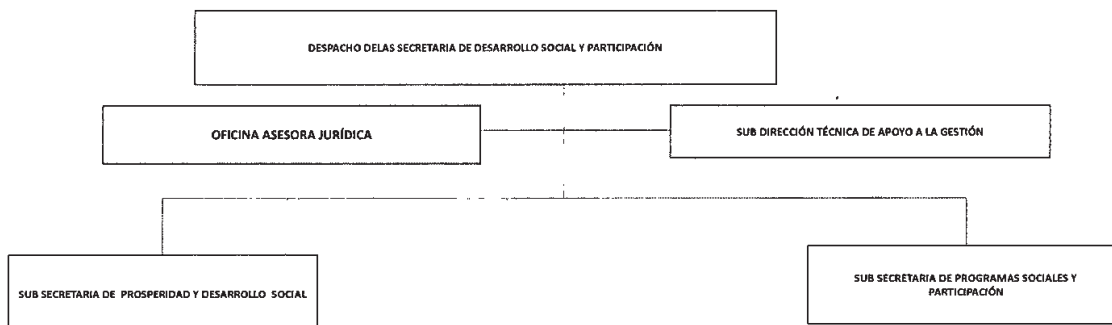 DESPACHO DELAS SECRETARIA DE DESARROLLO SOCIAL Y PARTICIPACIÓN
OFICINA ASESORA JURÍDICA
SUB DIRECCIÓN TÉCNICA DE APOYO A LA GESTIÓN
SUB SECRETARIA DE PROSPERIDAD Y DESARROLLO SOCIAL
SUB SECRETARIA DE PROGRAMAS SOCIALES Y
PARTICIPACIÓN